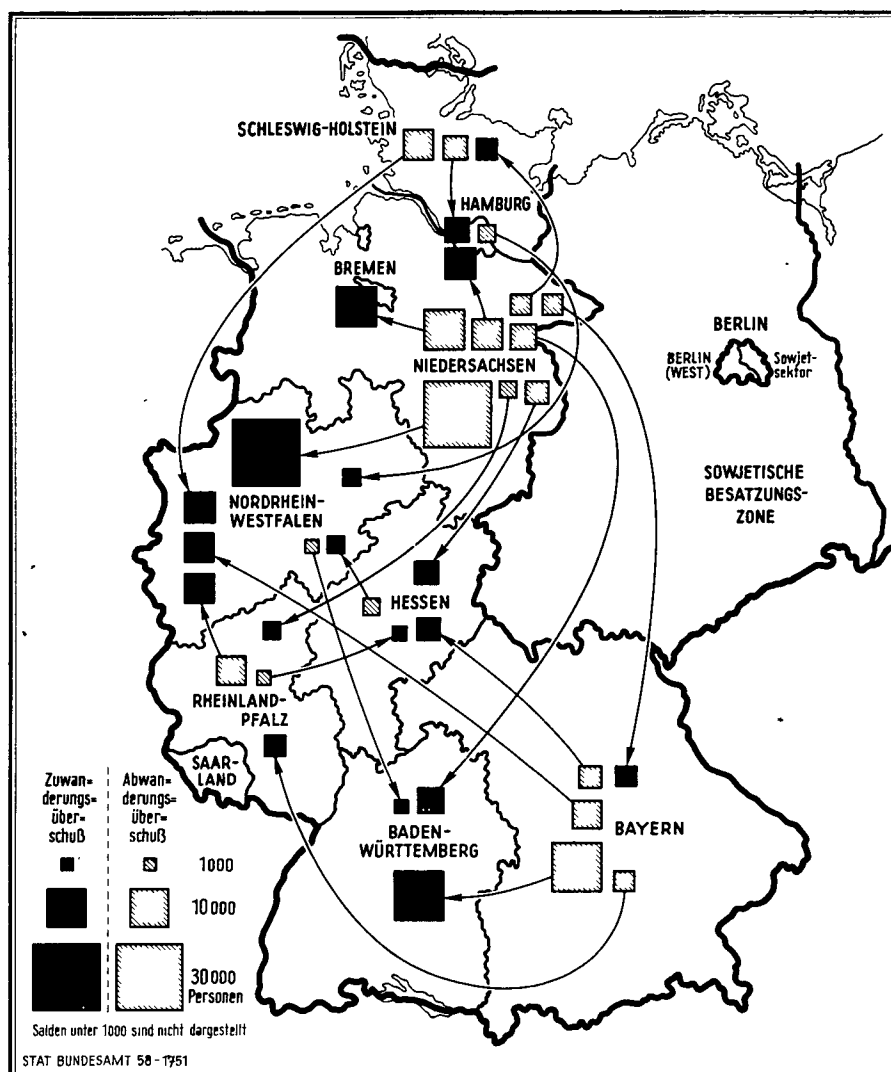 SCHLESWIG-HOLSTEIN
HAMBURG
BREMEN
NIEDERSACHSEN
BERLIN
BERLIN
(WEST)
Sowjet-
sektor
SOWJETISCHE
BESATZUNGS-
ZONE
NORDRHEIN-
WESTFALEN
HESSEN
RHEINLAND-
PFALZ
SAAR-
LAND
BADEN-
WÜRTTEMBERG
BAYERN
Zuwan=
derungs=
über=
schuß
Abwan=
derungs=
über=
schuß
1000
10000
30000
Personen
Salden unter 1000 sind nicht dargestellt
STAT BUNDESAMT 58-1751